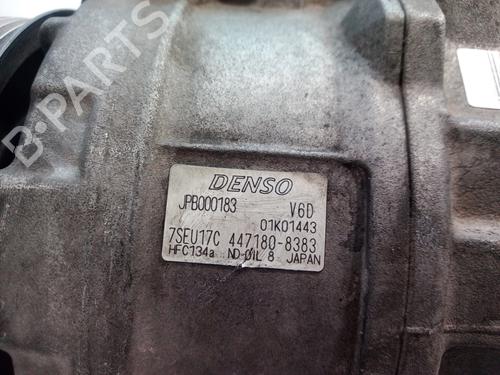 B-PARTS
DENSO
JPB000183 V6D
01K01443
7SEU17C 447180-8383
HFC134a ND-OIL 8 JAPAN